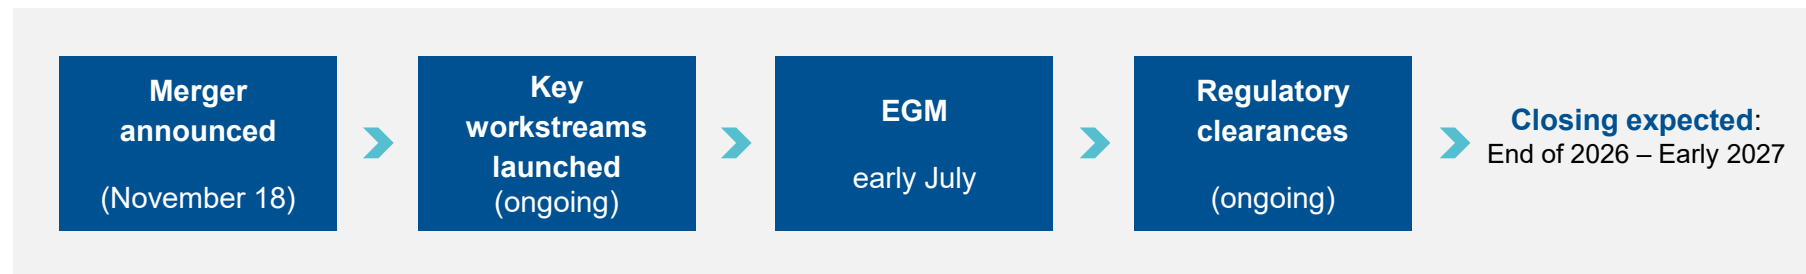 Merger
announced
(November 18)
Key
workstreams
launched
(ongoing)
EGM
early July
Regulatory
clearances
(ongoing)
Closing expected:
End of 2026 – Early 2027